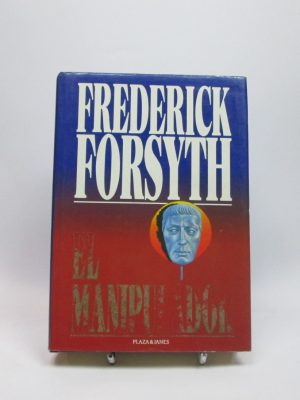 FREDERICK
FORSYTH
EL
MANIPULADOR
PLAZA & JANES